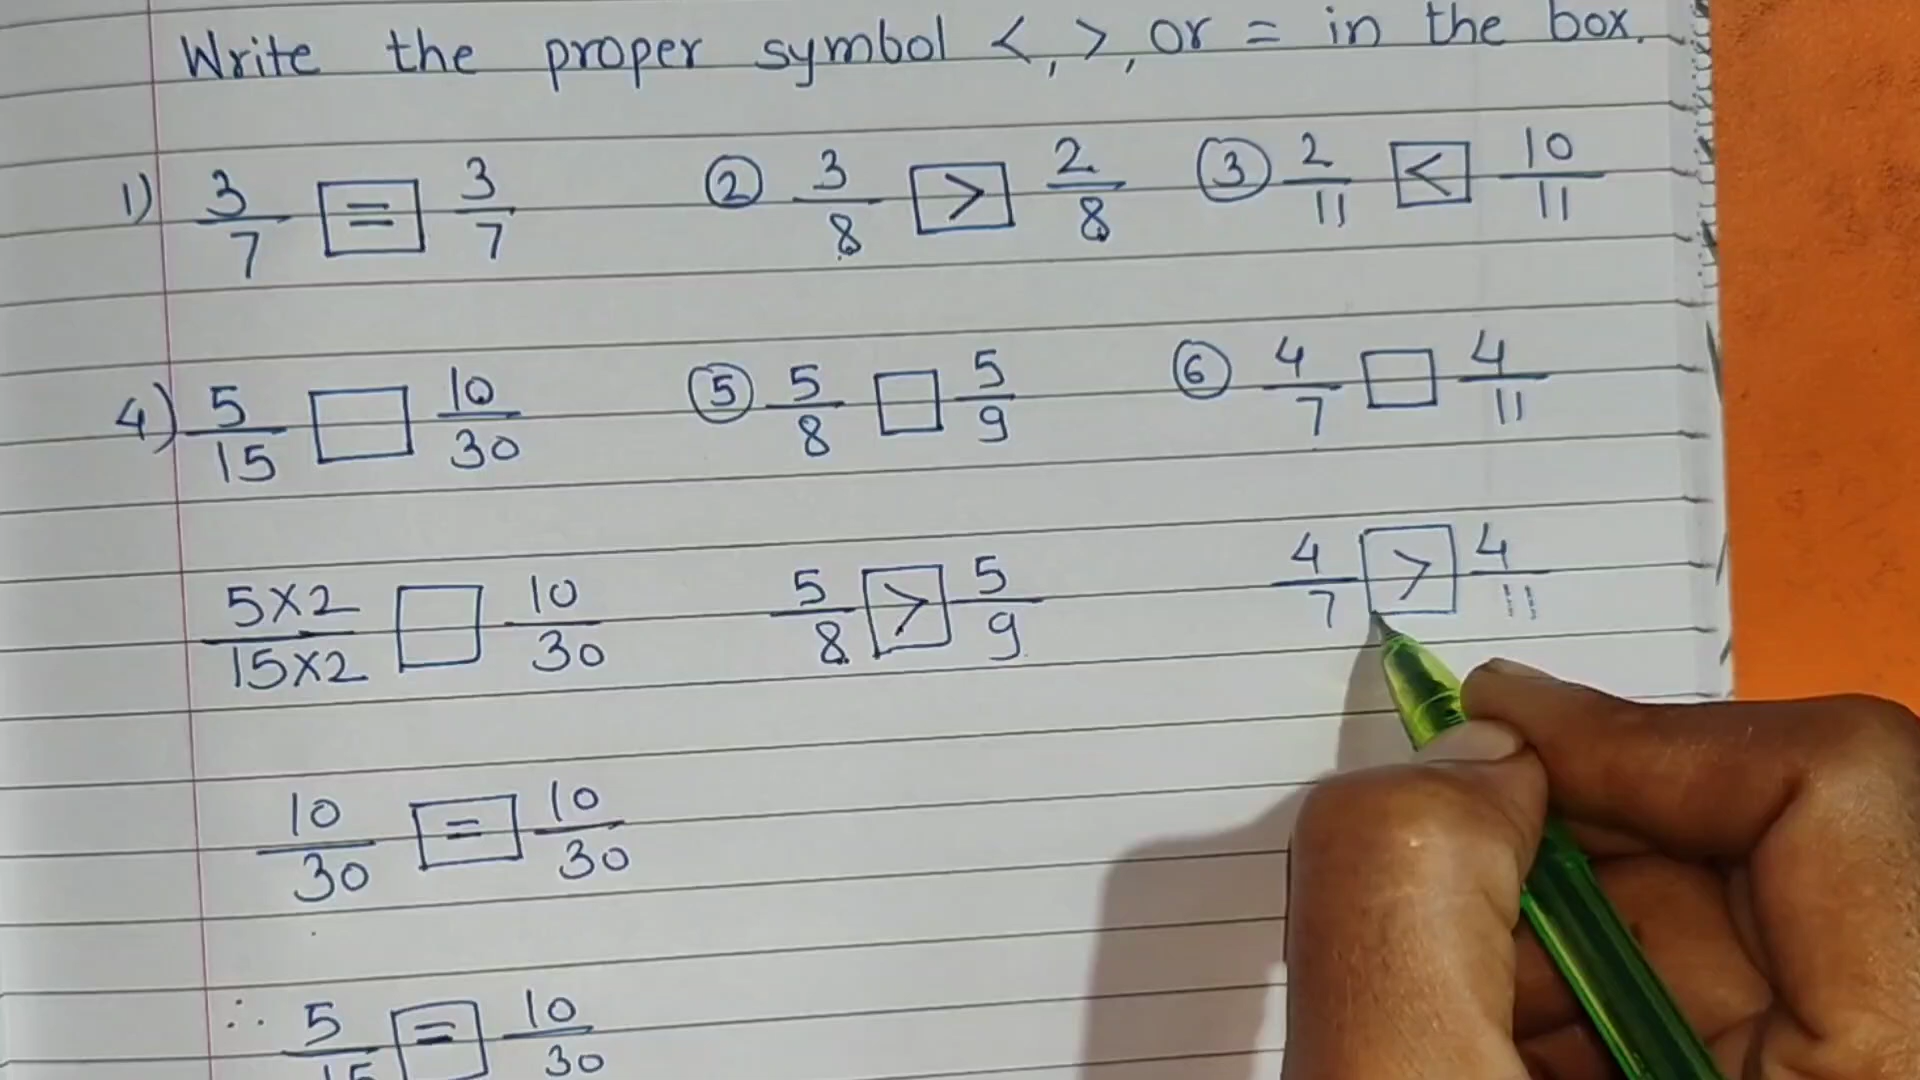 Write the proper symbol <, >, or = in the box.
1) 3/7 = 3/7 ② 3/8 > 2/8 ③ 2/11 < 10/11
4) 5/15 □ 10/30 ⑤ 5/8 □ 5/9 ⑥ 4/7 □ 4/11
5×2/15×2 □ 10/30 5/8 > 5/9 4/7 > 4/11
10/30 = 10/30
∴ 5/15 = 10/30